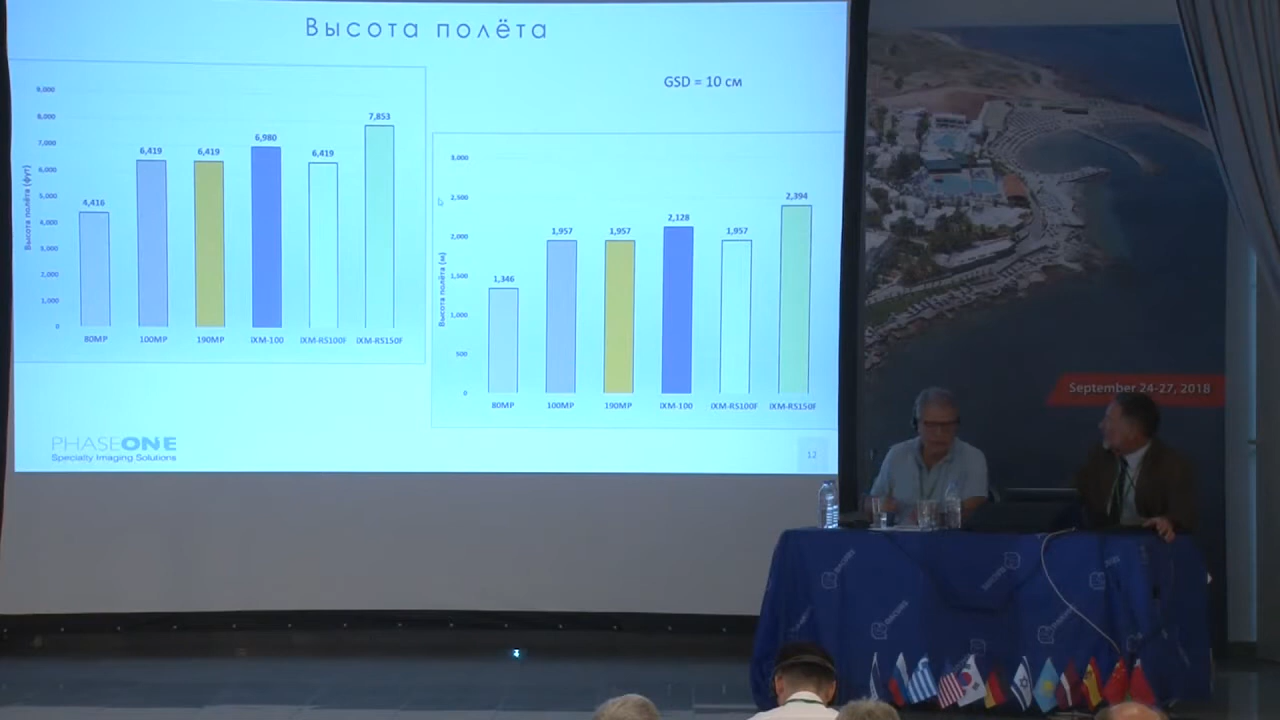 Высота полёта
GSD = 10 см
9,000
8,000
7,000
6,000
5,000
4,000
3,000
2,000
1,000
0
Высота полёта (фут)
4,416
6,419
6,419
6,980
6,419
7,853
80MP
100MP
190MP
iXM-100
iXM-RS100F
iXM-RS150F
3,000
2,500
2,000
1,500
1,000
500
0
Высота полёта (м)
1,346
1,957
1,957
2,128
1,957
2,394
80MP
100MP
190MP
iXM-100
iXM-RS100F
iXM-RS150F
PHASEONE
Specialty Imaging Solutions
12
September 24-27, 2018